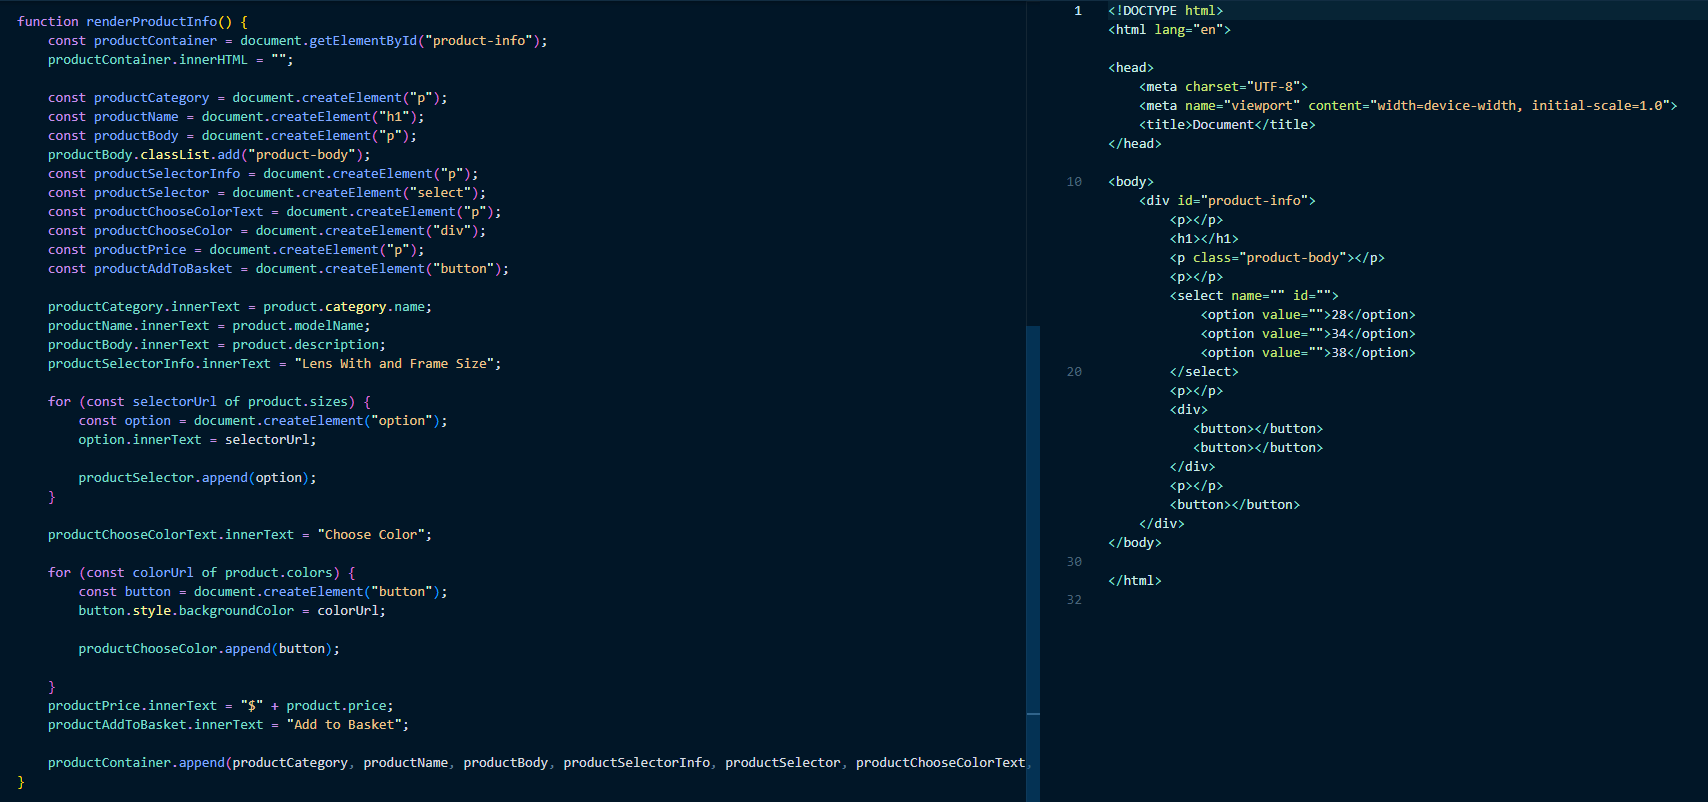 function renderProductInfo() {
    const productContainer = document.getElementById("product-info");
    productContainer.innerHTML = "";

    const productCategory = document.createElement("p");
    const productName = document.createElement("h1");
    const productBody = document.createElement("p");
    productBody.classList.add("product-body");
    const productSelectorInfo = document.createElement("p");
    const productSelector = document.createElement("select");
    const productChooseColorText = document.createElement("p");
    const productChooseColor = document.createElement("div");
    const productPrice = document.createElement("p");
    const productAddToBasket = document.createElement("button");

    productCategory.innerText = product.category.name;
    productName.innerText = product.modelName;
    productBody.innerText = product.description;
    productSelectorInfo.innerText = "Lens With and Frame Size";

    for (const selectorUrl of product.sizes) {
        const option = document.createElement("option");
        option.innerText = selectorUrl;

        productSelector.append(option);
    }

    productChooseColorText.innerText = "Choose Color";

    for (const colorUrl of product.colors) {
        const button = document.createElement("button");
        button.style.backgroundColor = colorUrl;

        productChooseColor.append(button);

    }
    productPrice.innerText = "$" + product.price;
    productAddToBasket.innerText = "Add to Basket";

    productContainer.append(productCategory, productName, productBody, productSelectorInfo, productSelector, productChooseColorText,
}
1 <!DOCTYPE html>
<html lang="en">

<head>
    <meta charset="UTF-8">
    <meta name="viewport" content="width=device-width, initial-scale=1.0">
    <title>Document</title>
</head>

10 <body>
    <div id="product-info">
        <p></p>
        <h1></h1>
        <p class="product-body"></p>
        <p></p>
        <select name="" id="">
            <option value="">28</option>
            <option value="">34</option>
            <option value="">38</option>
20         </select>
        <p></p>
        <div>
           <button></button>
           <button></button>
        </div>
        <p></p>
        <button></button>
    </div>
</body>
30
</html>
32